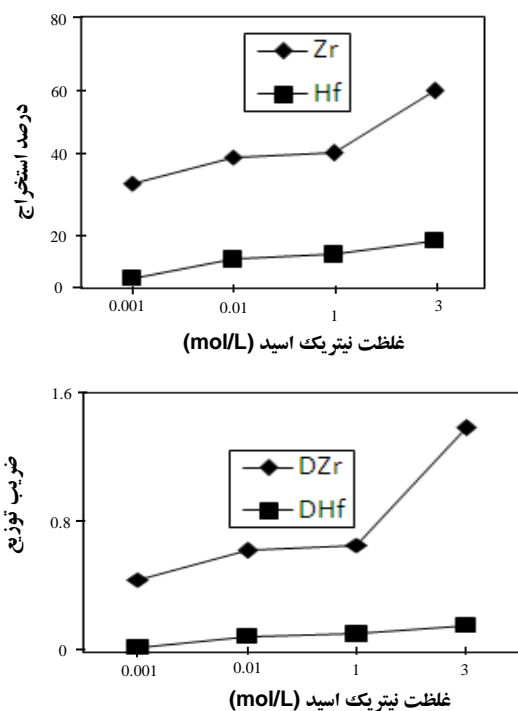 80
Zr
Hf
60
40
20
0
درصد استخراج
0.001
0.01
1
3
غلظت نیتریک اسید (mol/L)
1.6
DZr
DHf
0.8
0
ضریب توزیع
0.001
0.01
1
3
غلظت نیتریک اسید (mol/L)